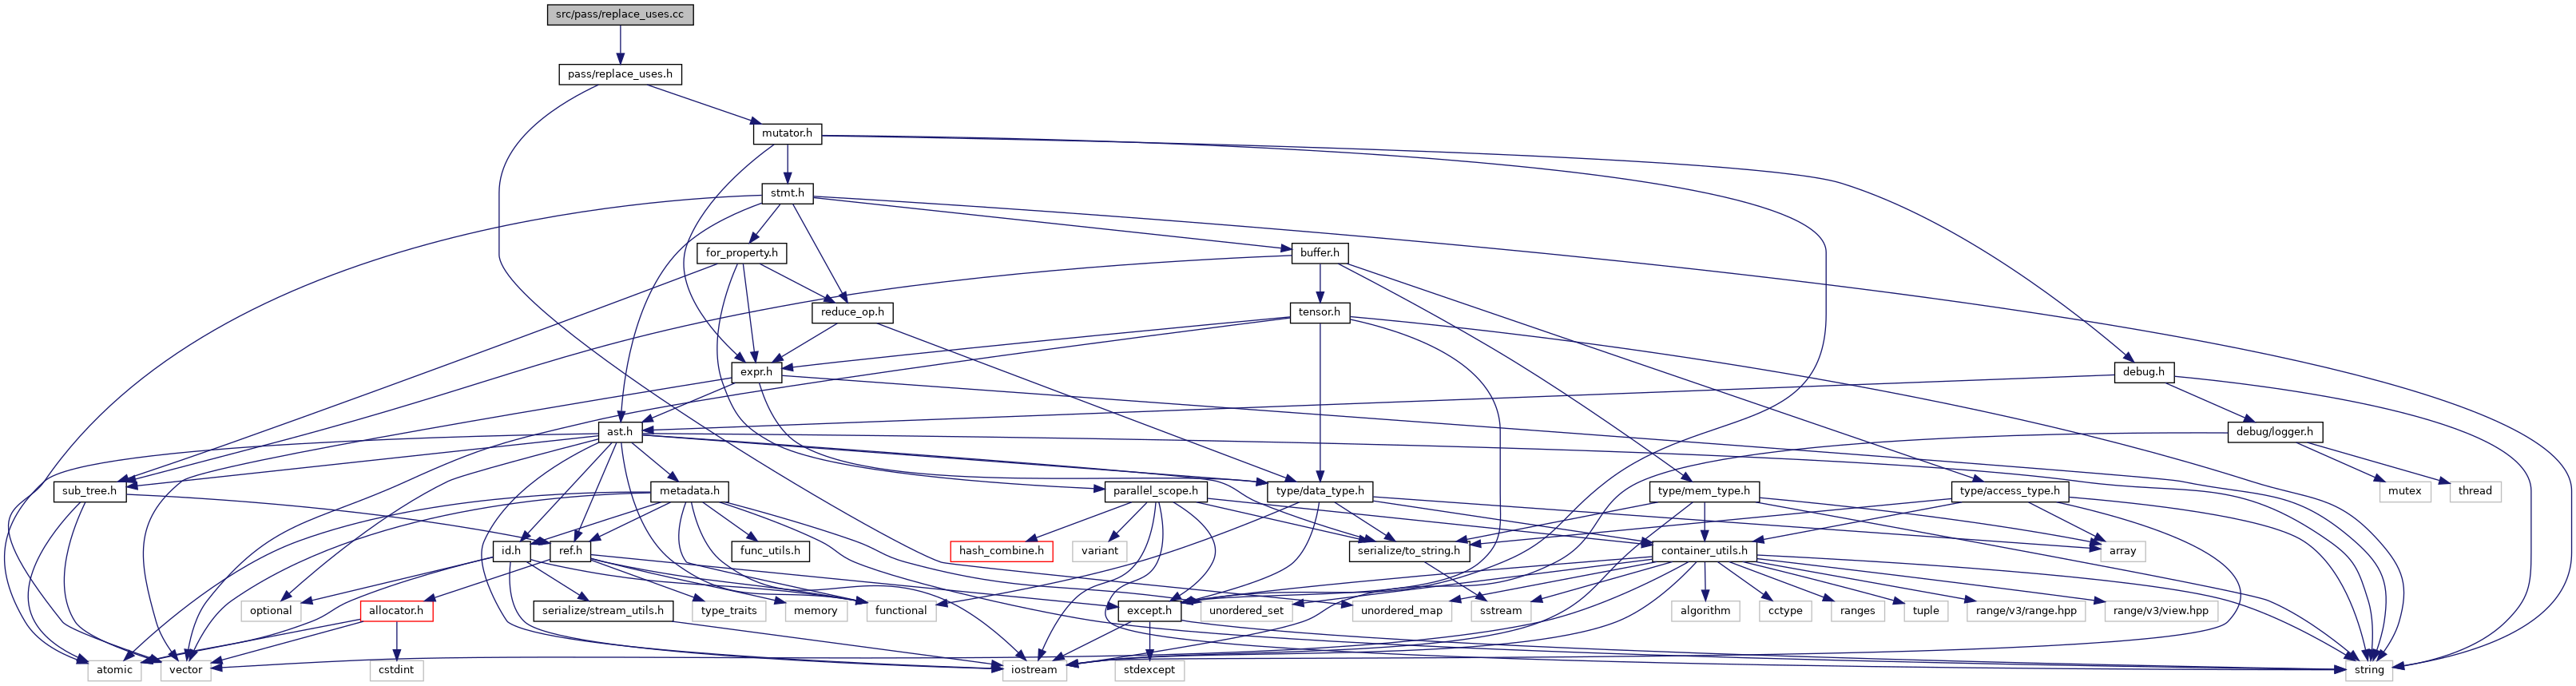 src/pass/replace_uses.cc
pass/replace_uses.h
mutator.h
stmt.h
for_property.h
buffer.h
reduce_op.h
tensor.h
expr.h
debug.h
ast.h
debug/logger.h
sub_tree.h
metadata.h
parallel_scope.h
type/data_type.h
type/mem_type.h
type/access_type.h
mutex
thread
id.h
ref.h
func_utils.h
hash_combine.h
variant
serialize/to_string.h
container_utils.h
array
optional
allocator.h
serialize/stream_utils.h
type_traits
memory
functional
except.h
unordered_set
unordered_map
sstream
algorithm
cctype
ranges
tuple
range/v3/range.hpp
range/v3/view.hpp
atomic
vector
cstdint
iostream
stdexcept
string